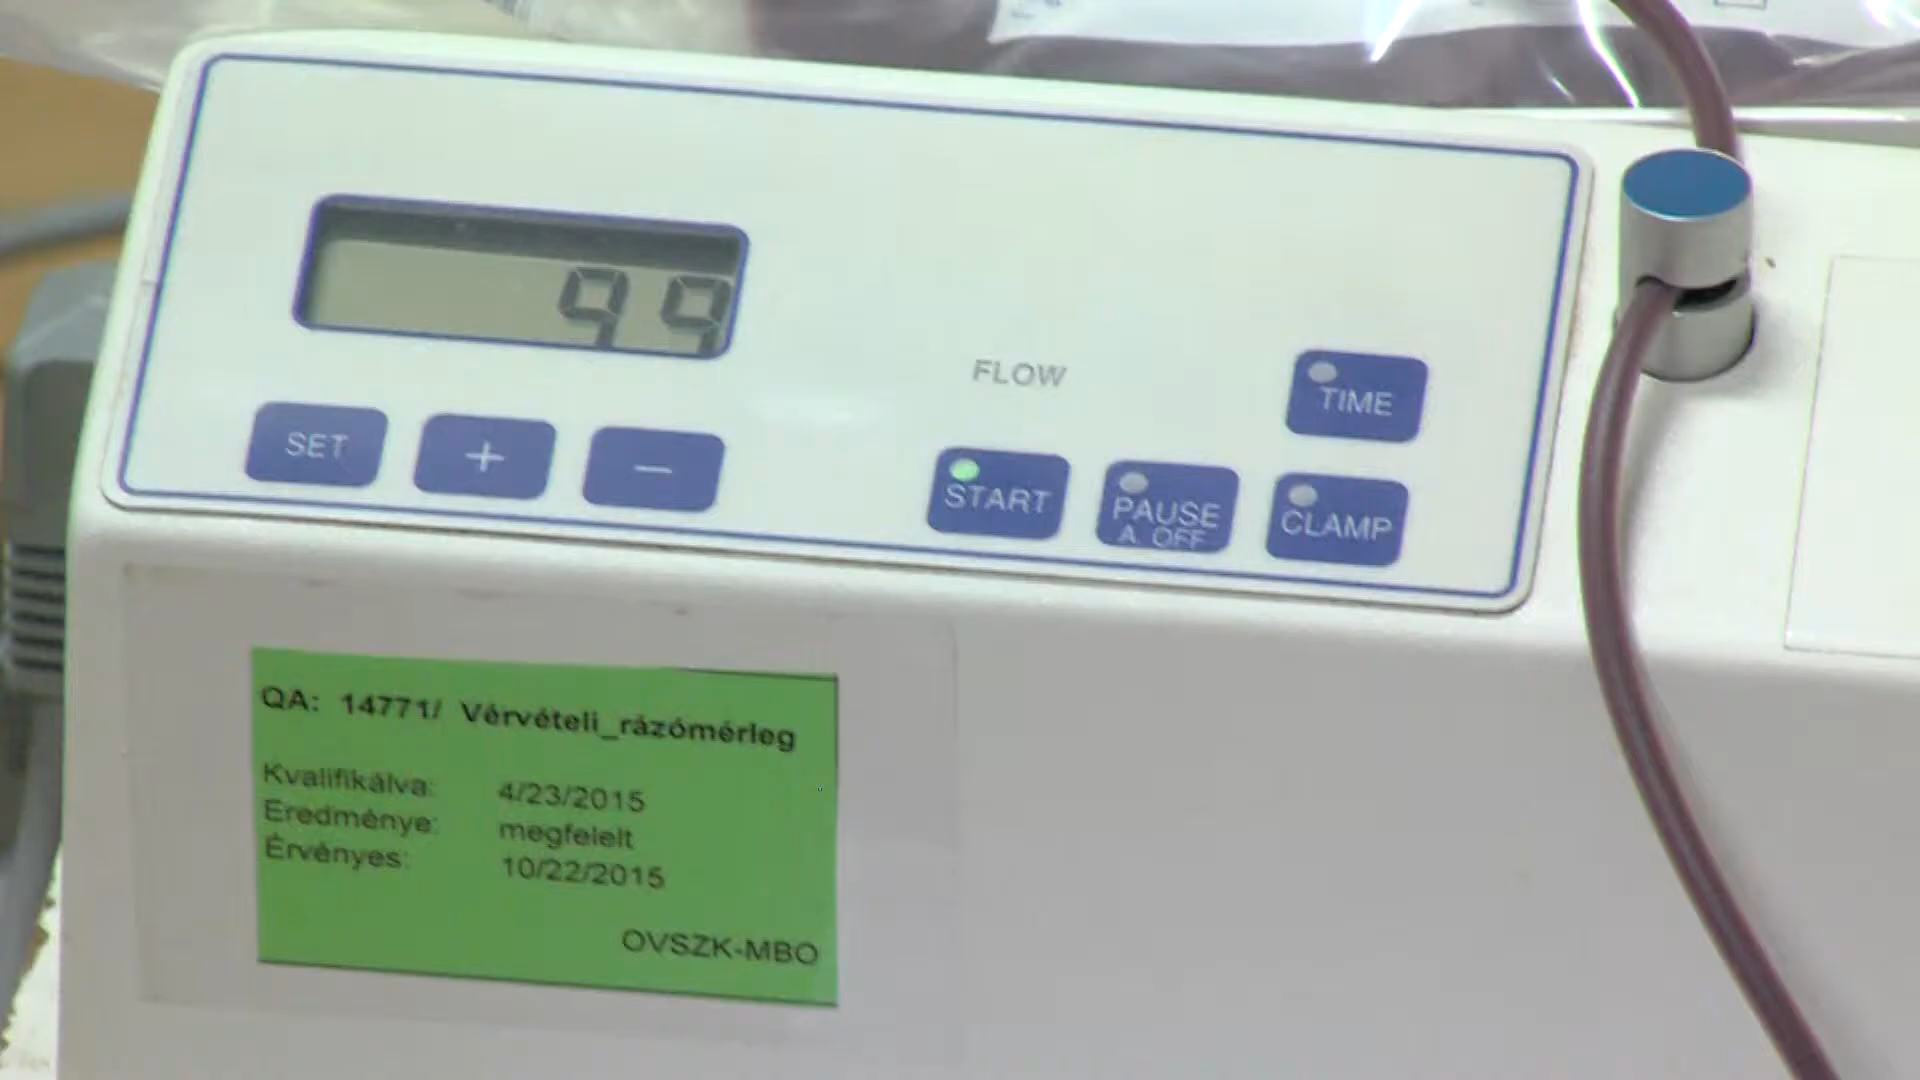 99
FLOW
TIME
SET + −
START PAUSE A. OFF CLAMP
QA: 14771/ Vérvételi_rázómérleg
Kvalifikálva: 4/23/2015
Eredménye: megfelelt
Érvényes: 10/22/2015
OVSZK-MBO